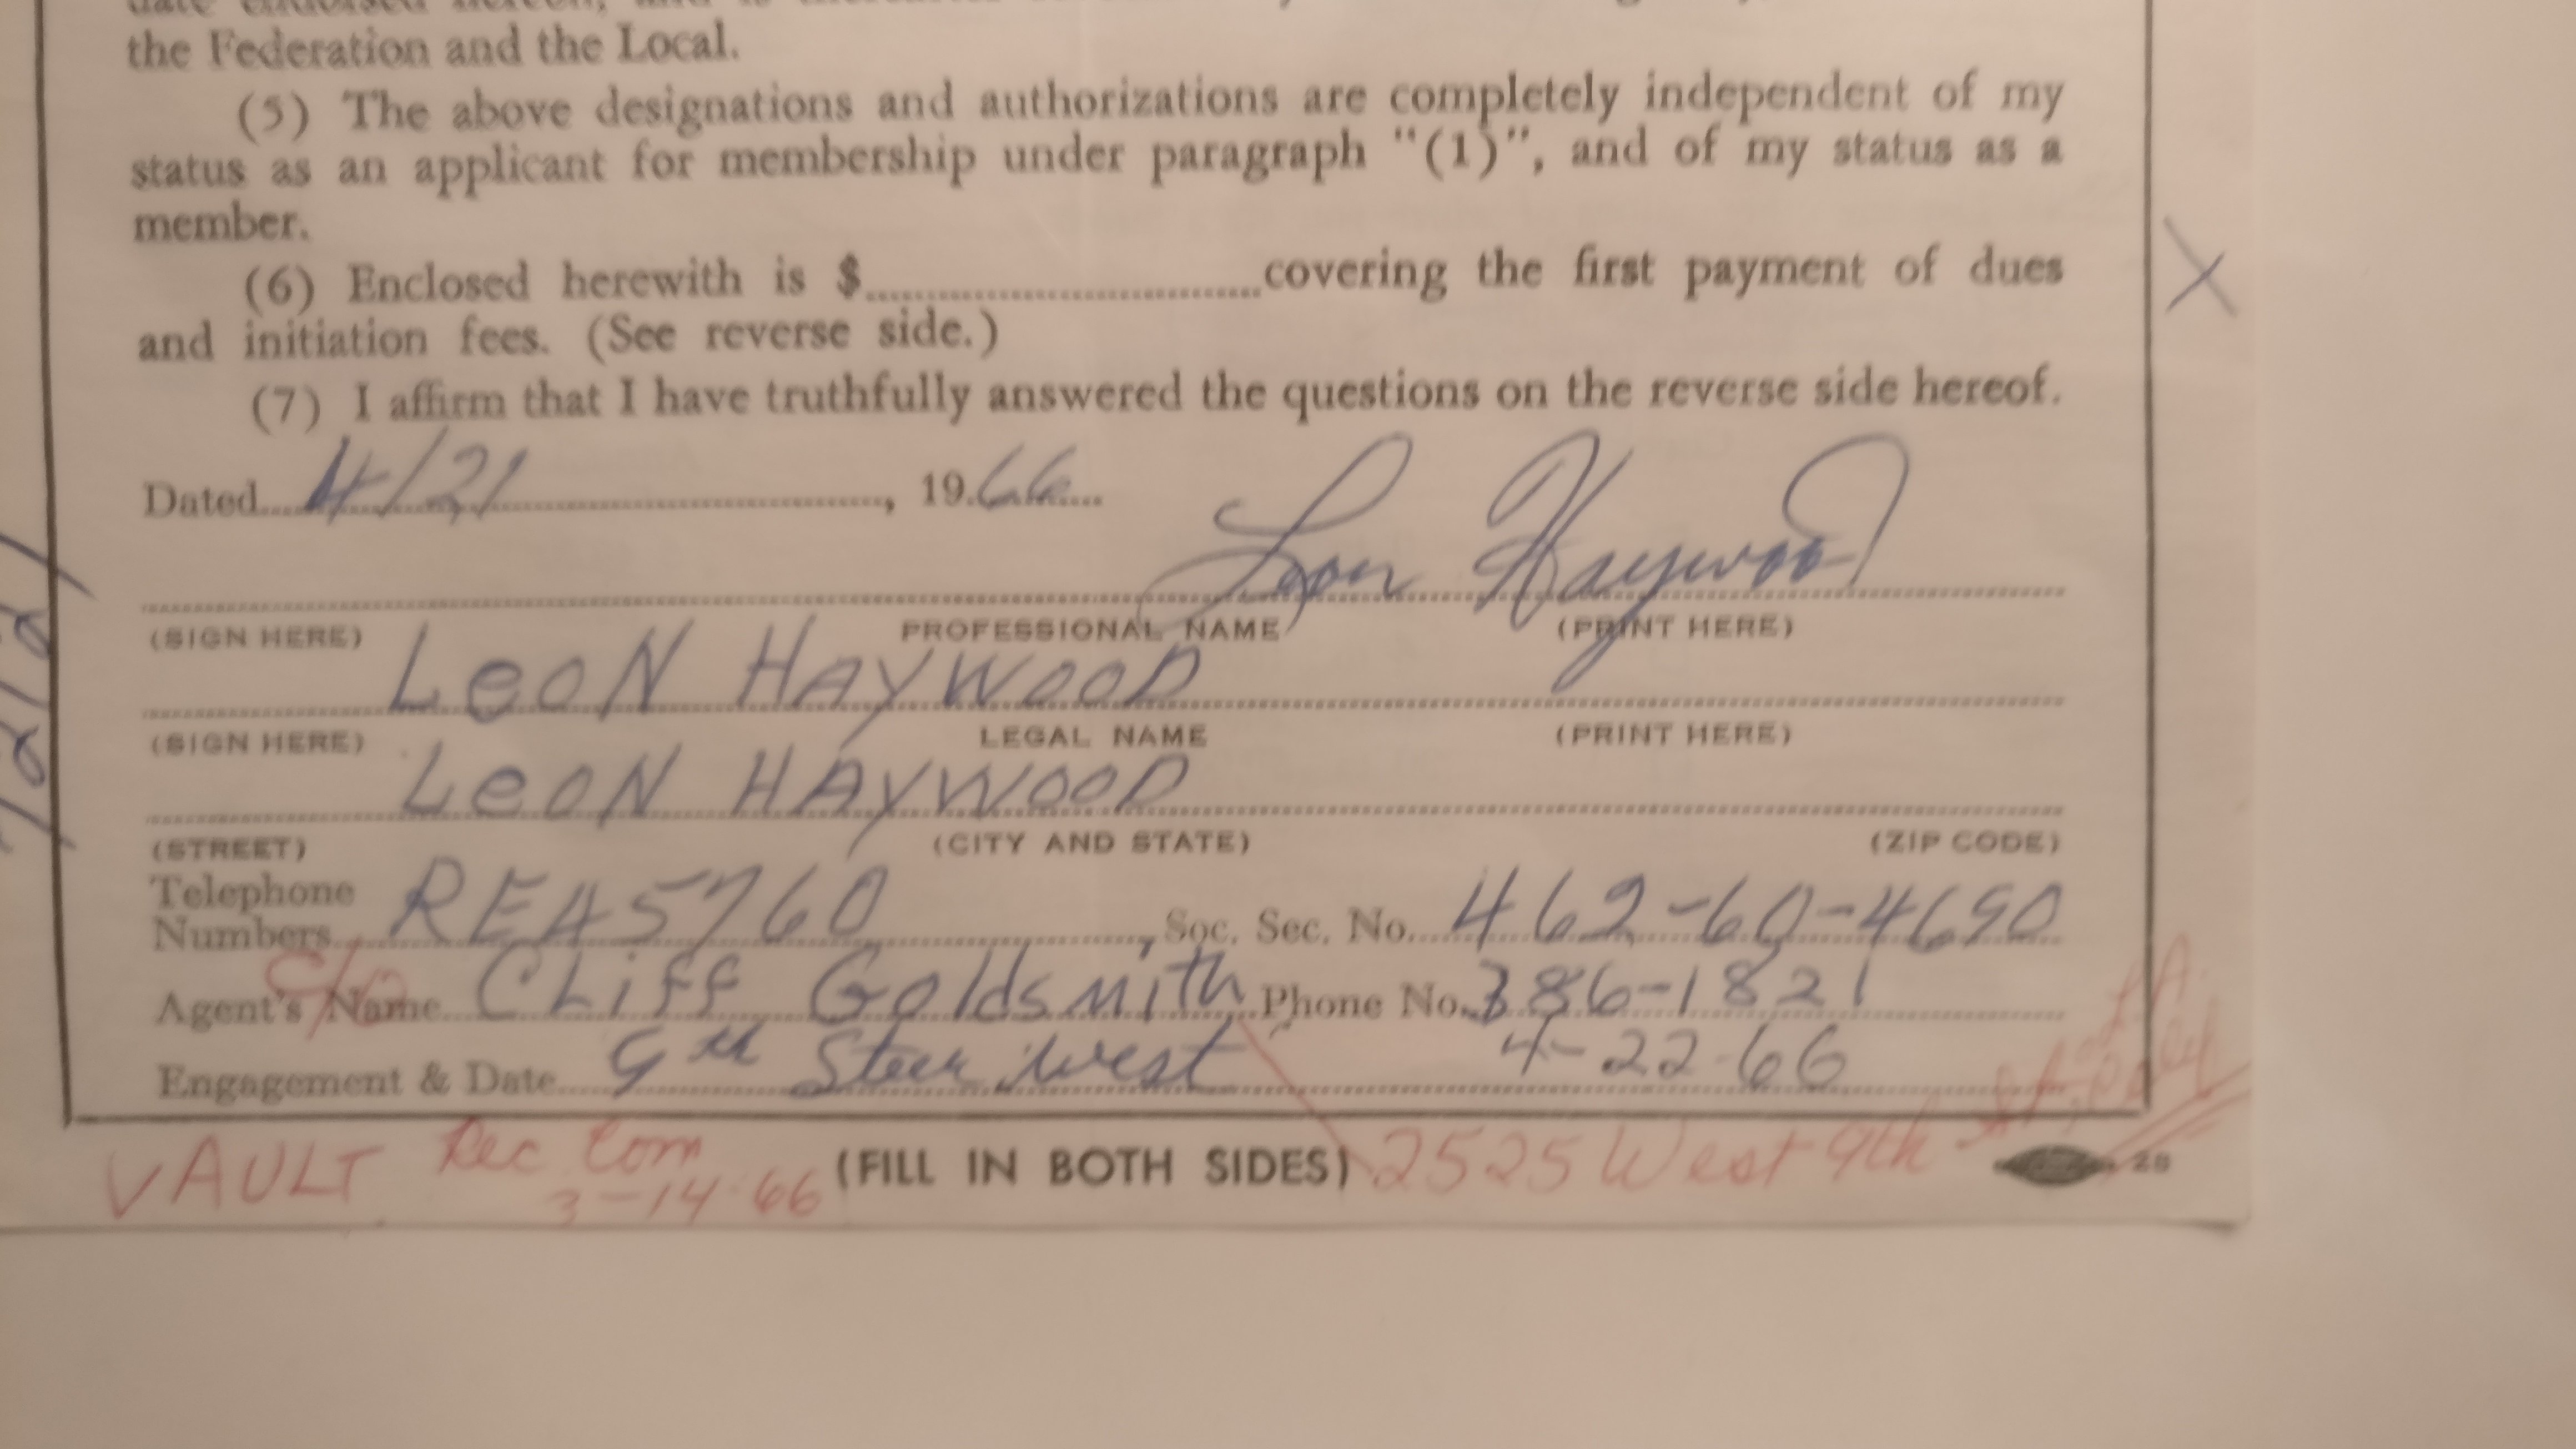 the Federation and the Local.
(5) The above designations and authorizations are completely independent of my
status as an applicant for membership under paragraph "(1)", and of my status as a
member.
(6) Enclosed herewith is $.............................covering the first payment of dues
and initiation fees. (See reverse side.)
(7) I affirm that I have truthfully answered the questions on the reverse side hereof.
Dated 4/21, 1966
Leon Haywood
(SIGN HERE) PROFESSIONAL NAME (PRINT HERE)
LeoN HAYWOOD
(SIGN HERE) LEGAL NAME (PRINT HERE)
LeoN HAYWOOD
(STREET) (CITY AND STATE) (ZIP CODE)
Telephone
Numbers REA5760, Soc. Sec. No. 462-60-4690
c/o
Agent's Name CLiff Goldsmith Phone No. 386-1821
Engagement & Date 9th West 4-22-66
VAULT Rec Com
3-14-66
(FILL IN BOTH SIDES) 2525 West 9th St. L.A. 28